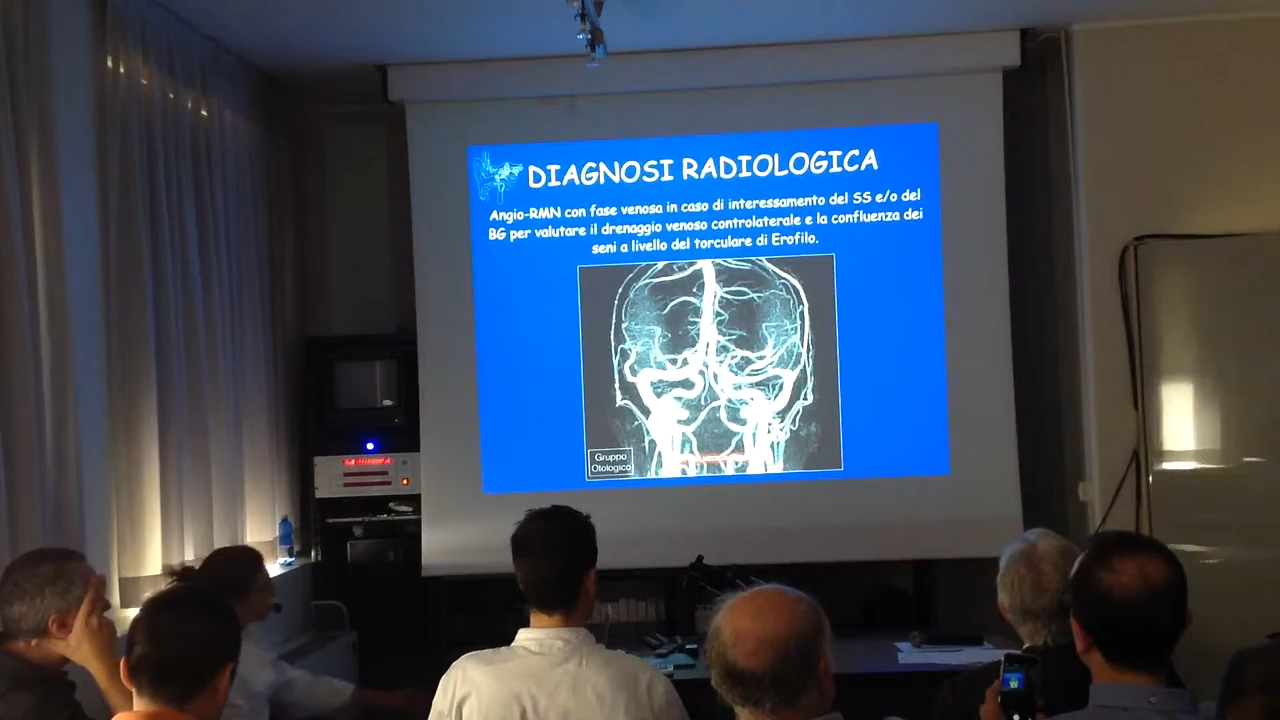 DIAGNOSI RADIOLOGICA
Angio-RMN con fase venosa in caso di interessamento del SS e/o del
BG per valutare il drenaggio venoso controlaterale e la confluenza dei
seni a livello del torculare di Erofilo.
Gruppo
Otologico